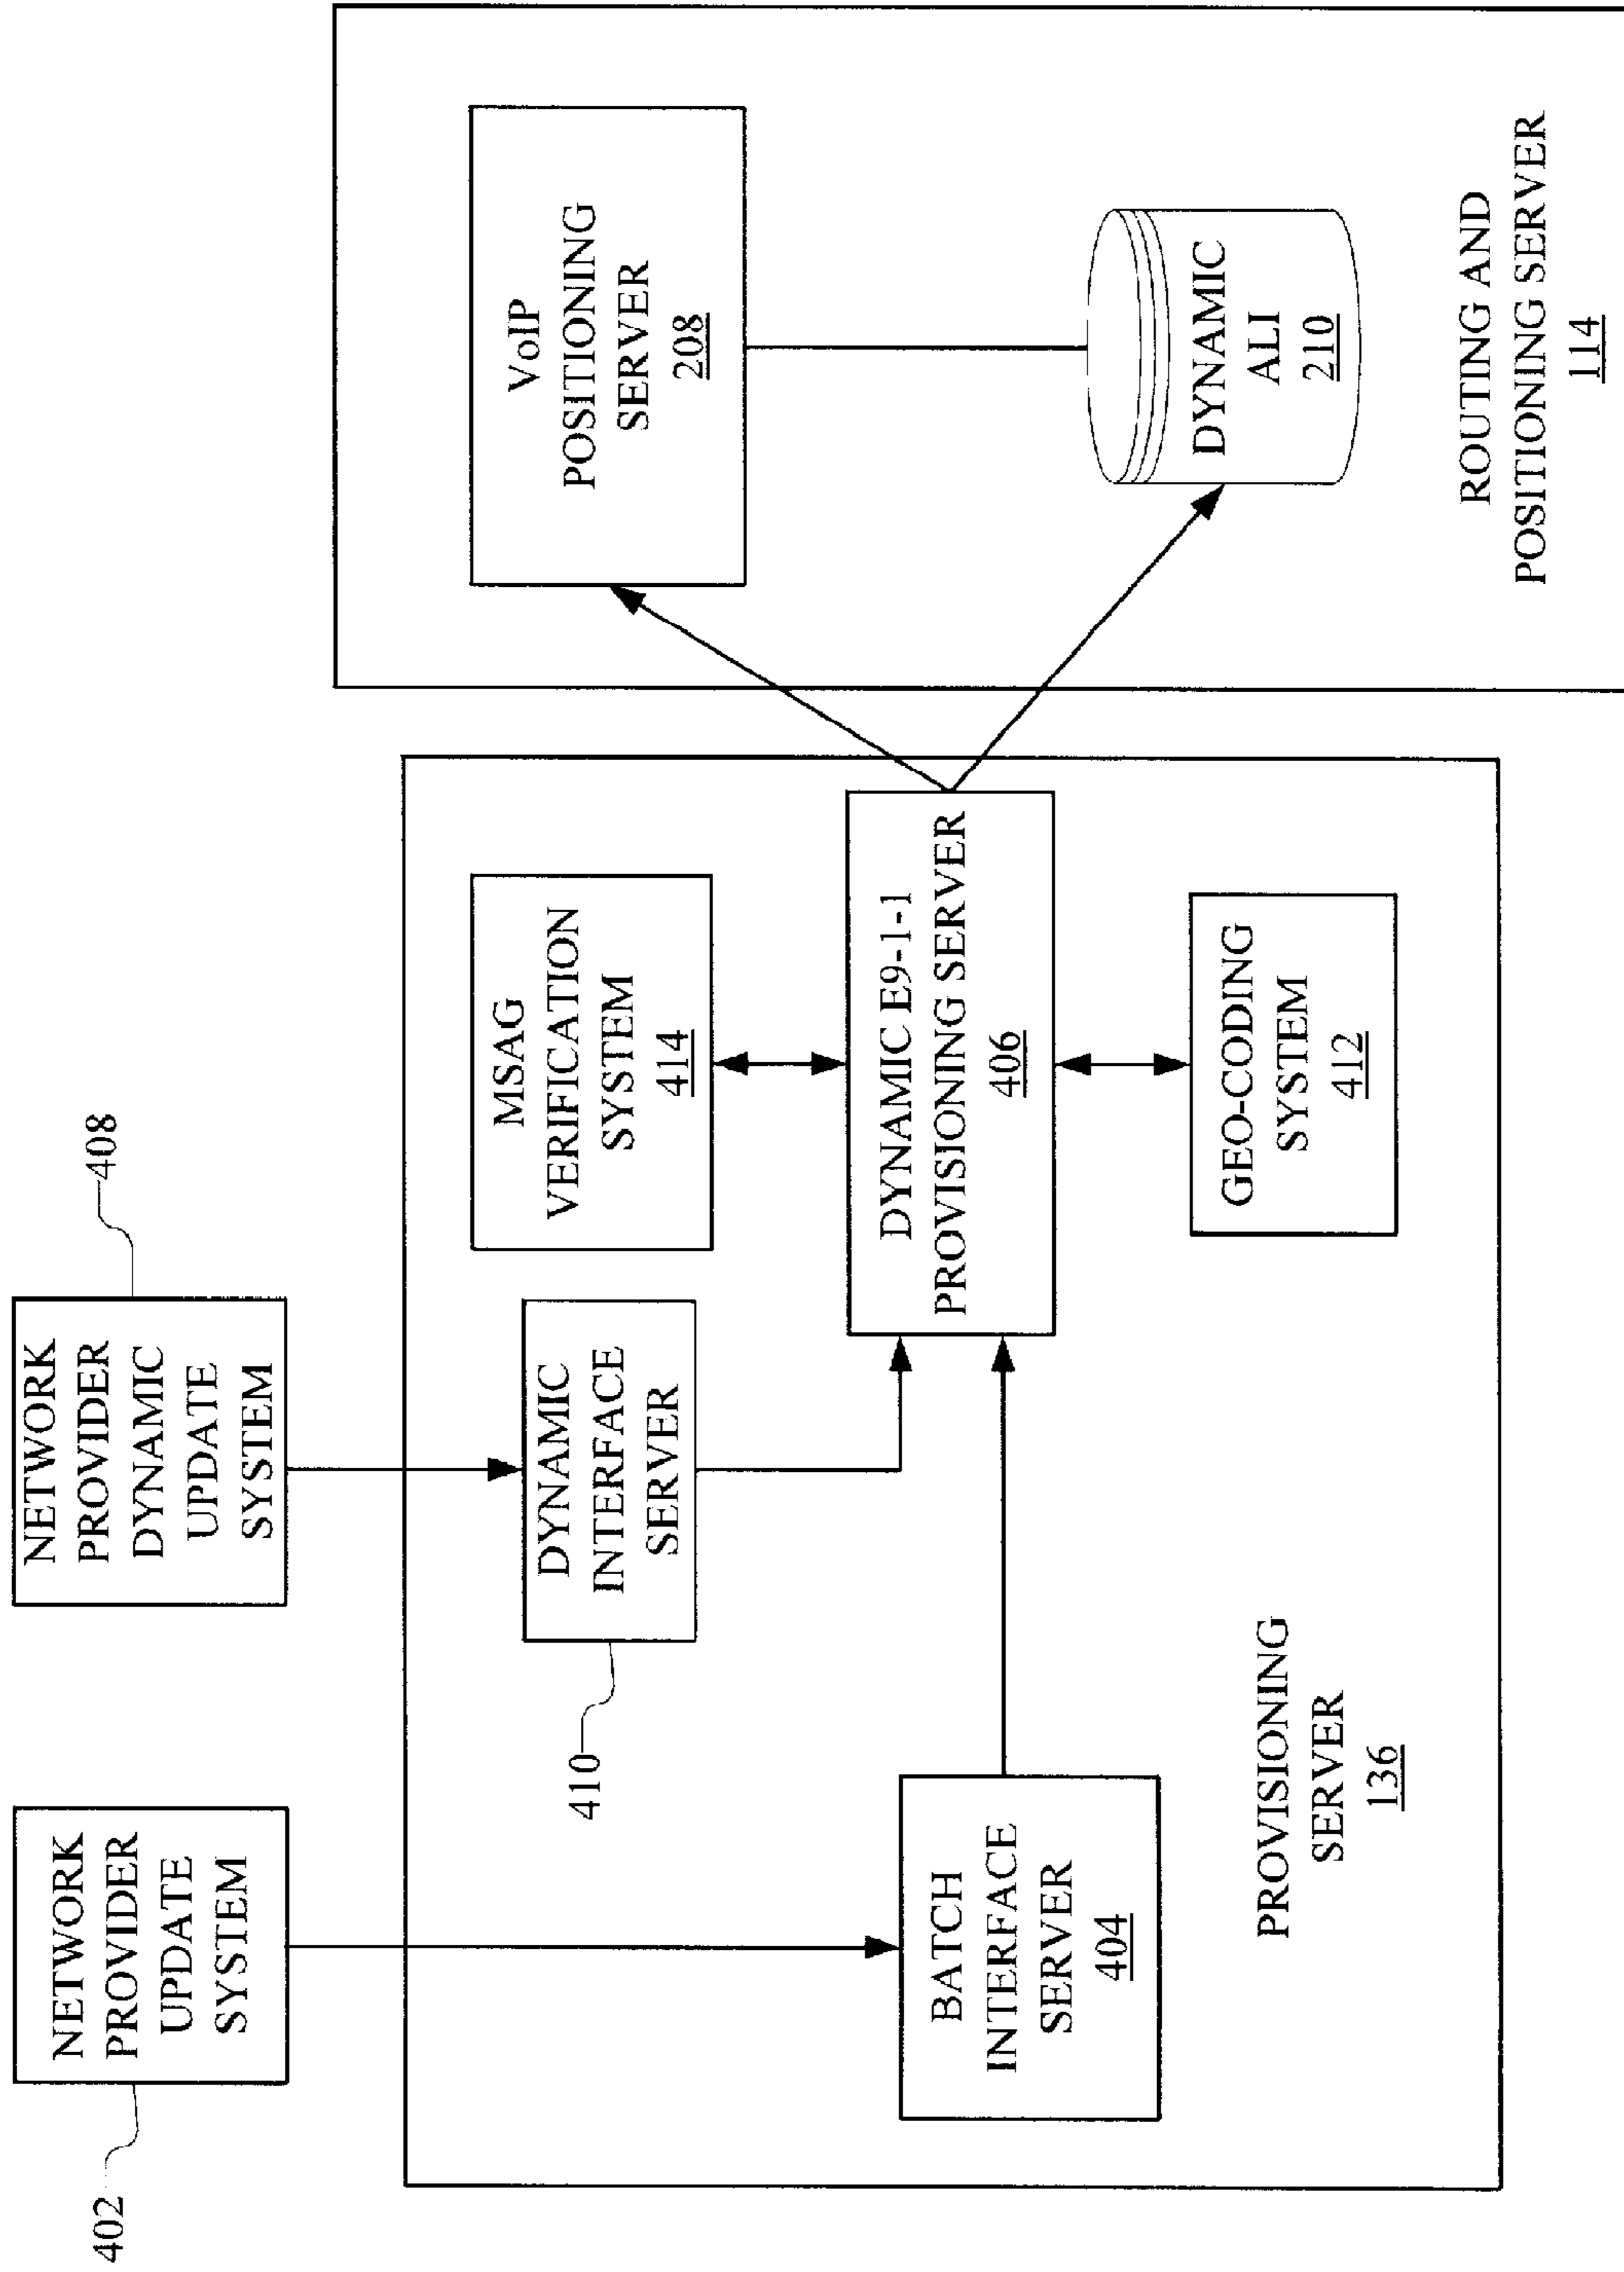 402
NETWORK
PROVIDER
UPDATE
SYSTEM
NETWORK
PROVIDER
DYNAMIC
UPDATE
SYSTEM
408
410
DYNAMIC
INTERFACE
SERVER
MSAG
VERIFICATION
SYSTEM
414
BATCH
INTERFACE
SERVER
404
DYNAMIC E9-1-1
PROVISIONING SERVER
406
GEO-CODING
SYSTEM
412
PROVISIONING
SERVER
136
VoIP
POSITIONING
SERVER
208
DYNAMIC
ALI
210
ROUTING AND
POSITIONING SERVER
114